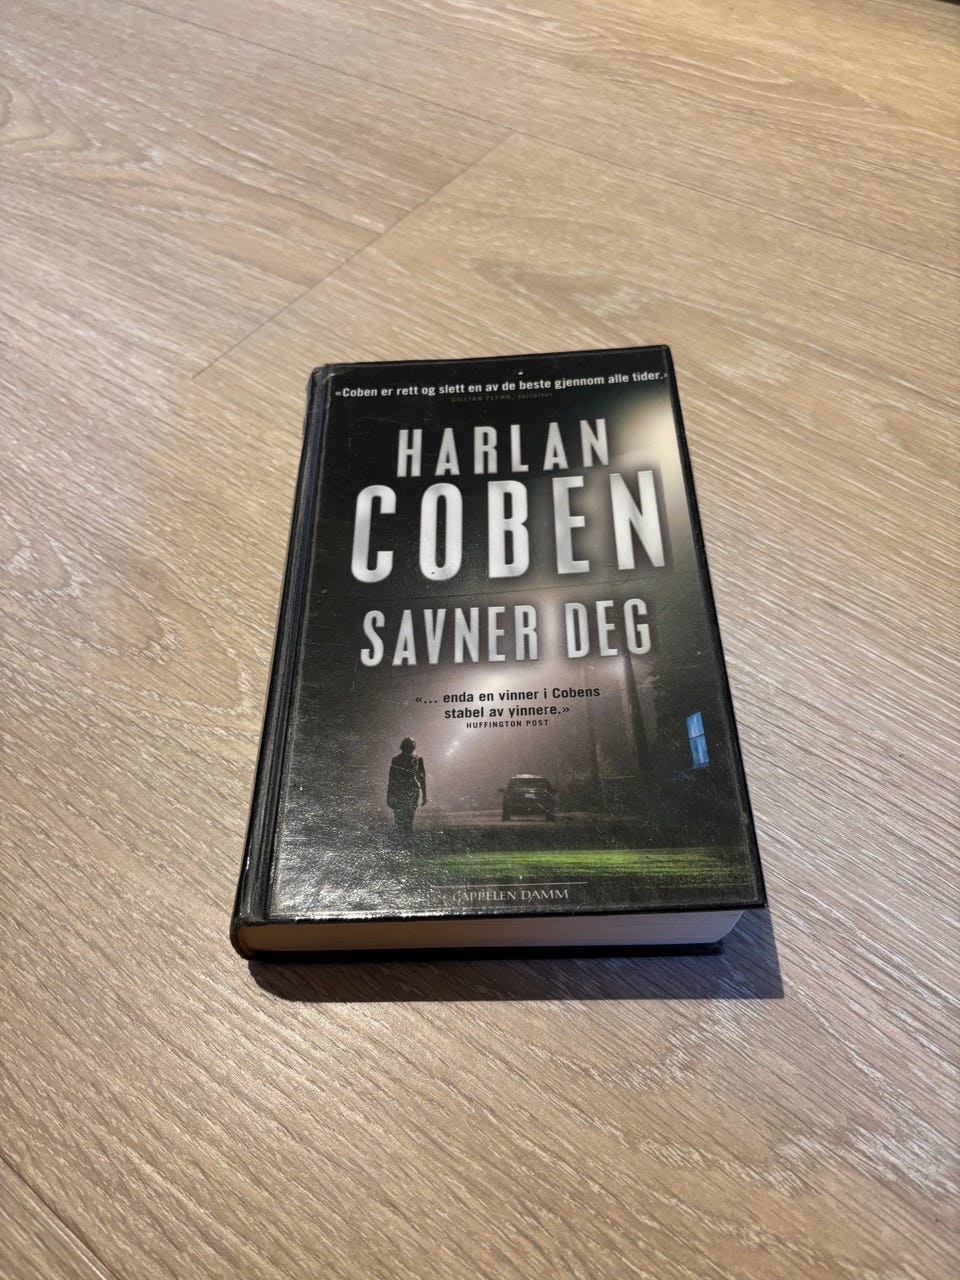 «Coben er rett og slett en av de beste gjennom alle tider.»
GILLIAN FLYNN, forfatter
HARLAN
COBEN
SAVNER DEG
«... enda en vinner i Cobens
stabel av vinnere.»
HUFFINGTON POST
CAPPELEN DAMM